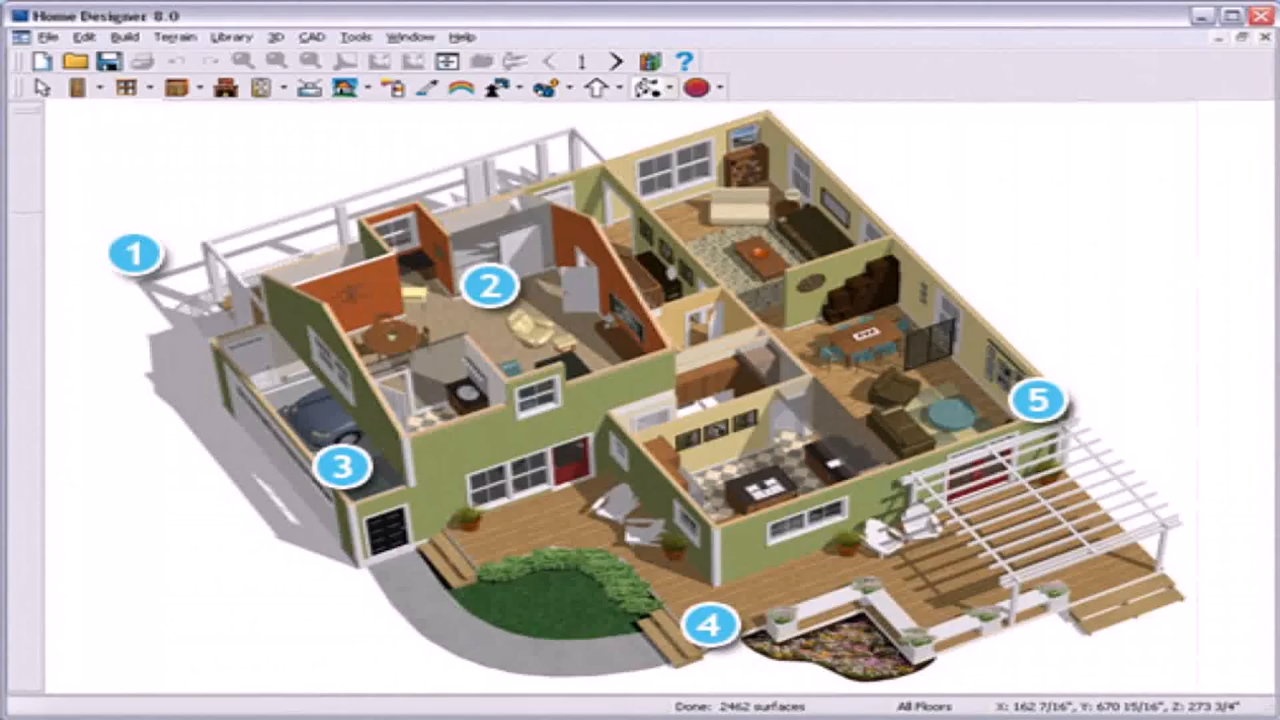 Home Designer 8.0
File Edit Build Terrain Library 3D CAD Tools Window Help
1
1
2
3
4
5
Done: 2462 surfaces All Floors X: 162 7/16", Y: 670 15/16", Z: 273 3/4"